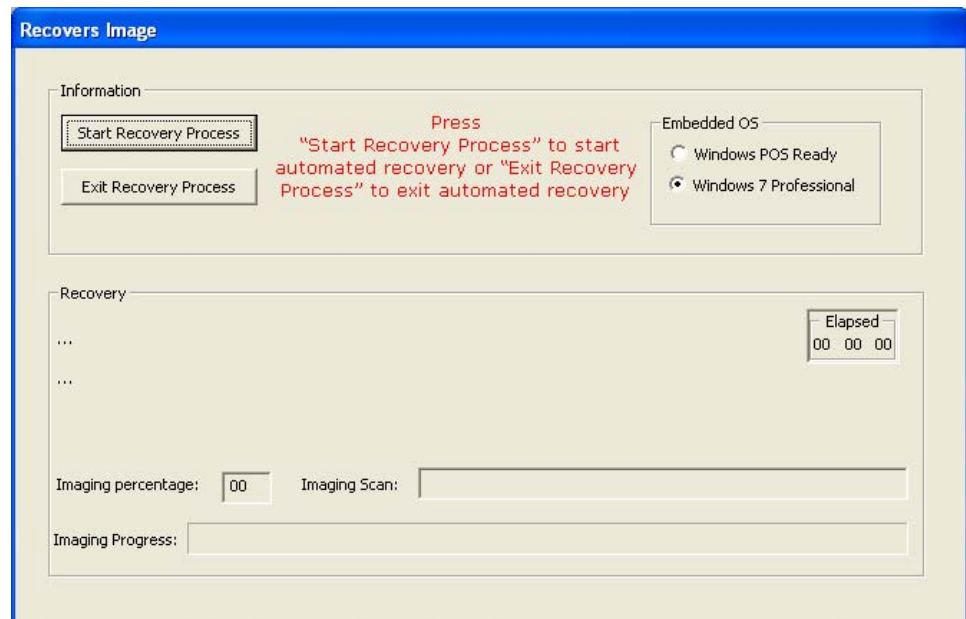 Recovers Image
Information
Start Recovery Process
Exit Recovery Process
Press
“Start Recovery Process” to start
automated recovery or “Exit Recovery
Process” to exit automated recovery
Embedded OS
Windows POS Ready
Windows 7 Professional
Recovery
...
...
Elapsed
00 00 00
Imaging percentage: 00 Imaging Scan:
Imaging Progress: